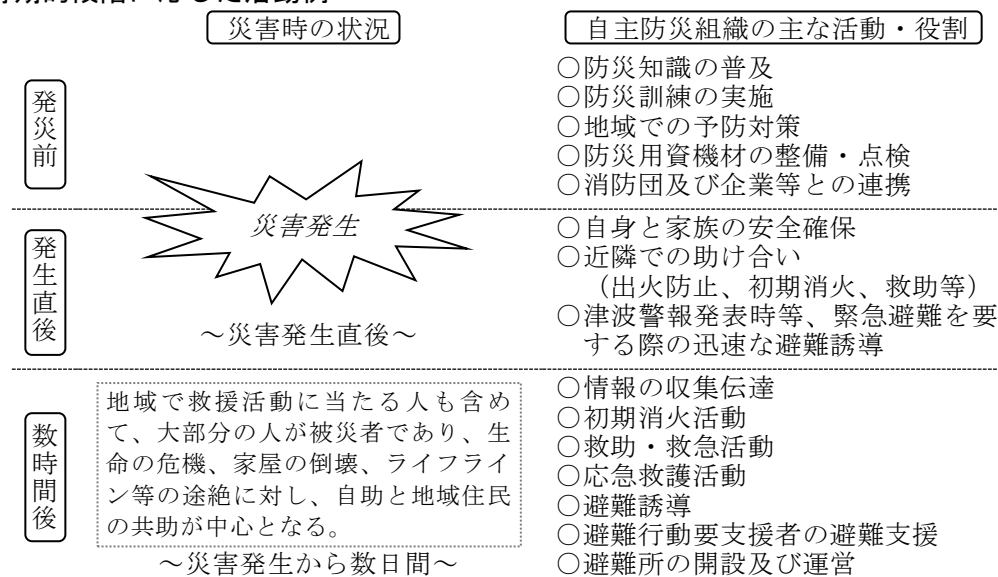 災害時の状況
自主防災組織の主な活動・役割
発災前
○防災知識の普及
○防災訓練の実施
○地域での予防対策
○防災用資機材の整備・点検
○消防団及び企業等との連携
災害発生
発生直後
~災害発生直後~
○自身と家族の安全確保
○近隣での助け合い
(出火防止、初期消火、救助等)
○津波警報発表時等、緊急避難を要
する際の迅速な避難誘導
数時間後
地域で救援活動に当たる人も含め
て、大部分の人が被災者であり、生
命の危機、家屋の倒壊、ライフライ
ン等の途絶に対し、自助と地域住民
の共助が中心となる。
~災害発生から数日間~
○情報の収集伝達
○初期消火活動
○救助・救急活動
○応急救護活動
○避難誘導
○避難行動要支援者の避難支援
○避難所の開設及び運営